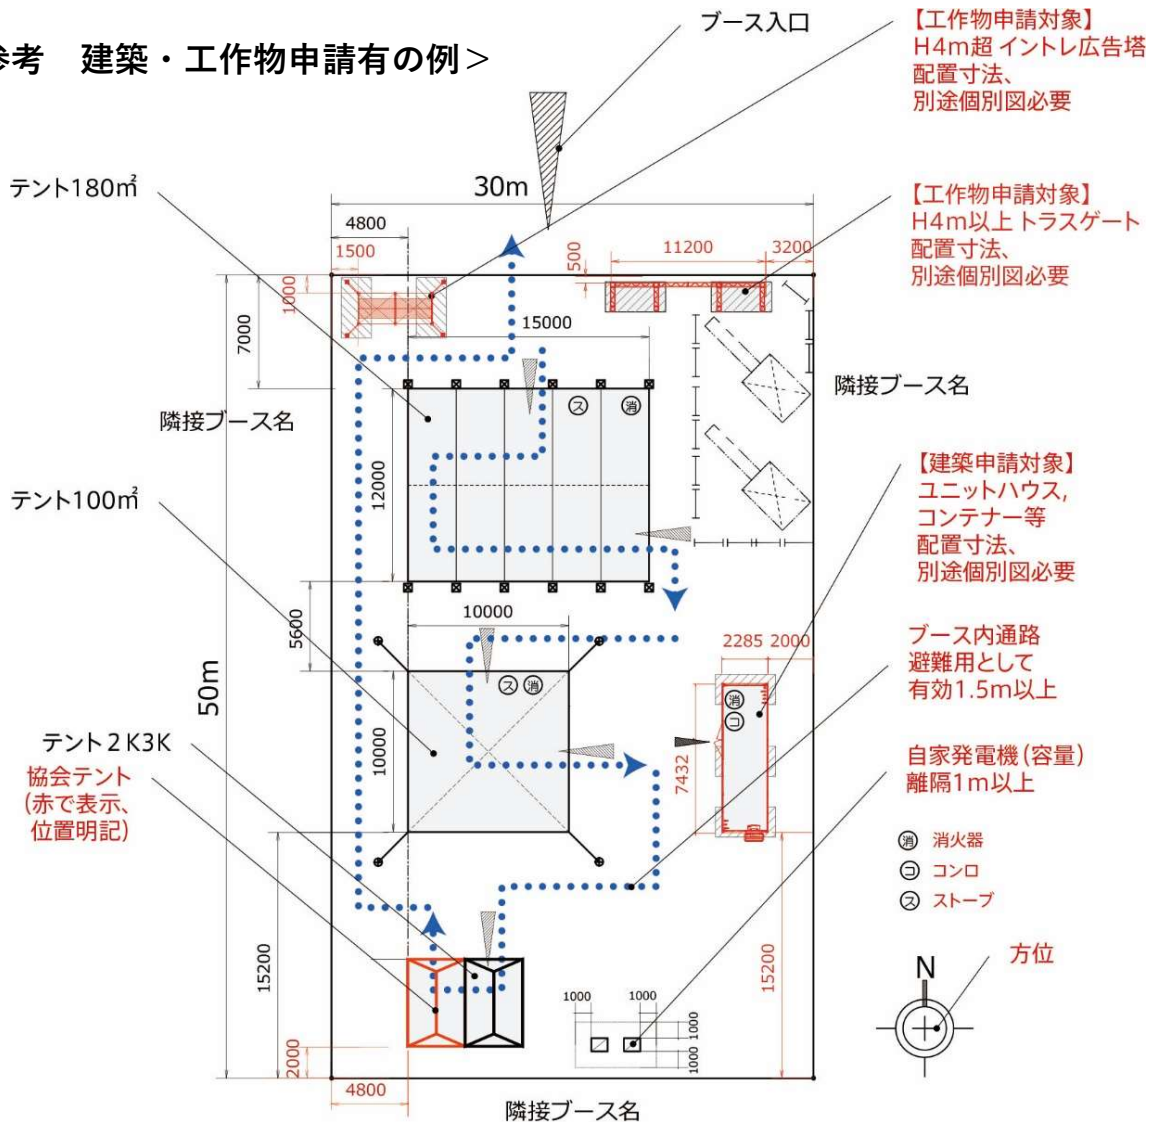 参考　建築・工作物申請有の例＞
ブース入口
【工作物申請対象】
H4m超 イントレ広告塔
配置寸法、
別途個別図必要
テント180㎡
30m
4800
1500
500
11200
3200
【工作物申請対象】
H4m以上 トラスゲート
配置寸法、
別途個別図必要
1000
7000
15000
隣接ブース名
隣接ブース名
ス
消
テント100㎡
12000
【建築申請対象】
ユニットハウス,
コンテナー等
配置寸法、
別途個別図必要
5600
10000
2285
2000
ブース内通路
避難用として
有効1.5m以上
50m
ス
消
消
コ
テント２K3K
10000
7432
自家発電機(容量)
離隔1m以上
協会テント
(赤で表示、
位置明記)
消 消火器
コ コンロ
ス ストーブ
15200
15200
方位
N
1000
1000
1000
1000
2000
4800
隣接ブース名